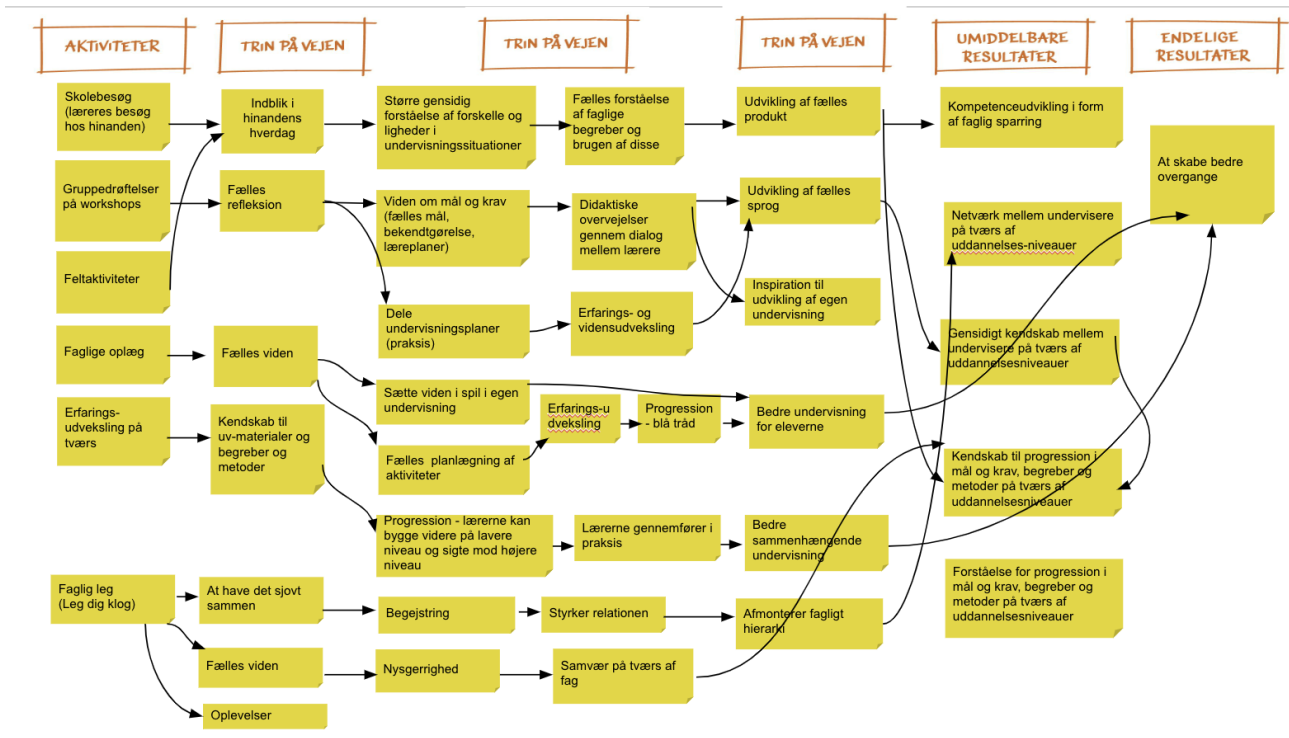 AKTIVITETER
TRIN PÅ VEJEN
TRIN PÅ VEJEN
TRIN PÅ VEJEN
UMIDDELBARE
RESULTATER
ENDELIGE
RESULTATER
Skolebesøg
(læreres besøg
hos hinanden)
Indblik i
hinandens
hverdag
Større gensidig
forståelse af
forskelle og
ligheder i
undervisningssituationer
Fælles forståelse
af faglige
begreber og
brugen af disse
Udvikling af fælles
produkt
Kompetenceudvikling i form
af faglig sparring
At skabe bedre
overgange
Gruppedrøftelser
på workshops
Fælles
refleksion
Viden om mål og krav
(fælles mål,
bekendtgørelse,
læreplaner)
Didaktiske
overvejelser
gennem dialog
mellem lærere
Udvikling af fælles
sprog
Netværk mellem undervisere
på tværs af
uddannelses-niveauer
Feltaktiviteter
Dele
undervisningsplaner
(praksis)
Erfarings- og
vidensudveksling
Inspiration til
udvikling af egen
undervisning
Gensidigt kendskab mellem
undervisere på tværs af
uddannelsesniveauer
Faglige oplæg
Fælles viden
Sætte viden i spil i egen
undervisning
Erfarings-u
dveksling
Progression
- blå tråd
Bedre undervisning
for eleverne
Erfarings-
udveksling på
tværs
Kendskab til
uv-materialer og
begreber og
metoder
Fælles  planlægning af
aktiviteter
Kendskab til progression i
mål og krav, begreber og
metoder på tværs af
uddannelsesniveauer
Progression - lærerne kan
bygge videre på lavere
niveau og sigte mod højere
niveau
Lærerne gennemfører i
praksis
Bedre
sammenhængende
undervisning
Forståelse for progression i
mål og krav, begreber og
metoder på tværs af
uddannelsesniveauer
Faglig leg
(Leg dig klog)
At have det sjovt
sammen
Begejstring
Styrker relationen
Afmonterer fagligt
hierarki
Fælles viden
Nysgerrighed
Samvær på tværs af
fag
Oplevelser